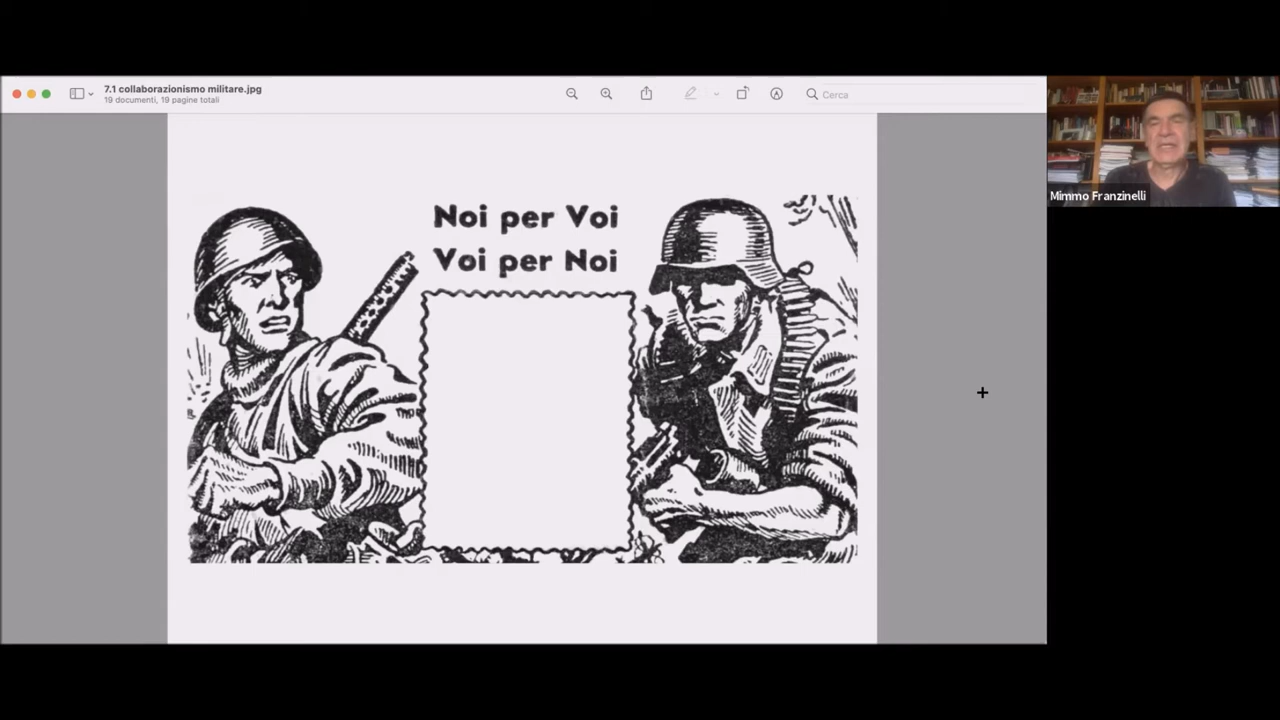 7.1 collaborazionismo militare.jpg
19 documenti, 19 pagine totali
Cerca
Mimmo Franzinelli
Noi per Voi
Voi per Noi